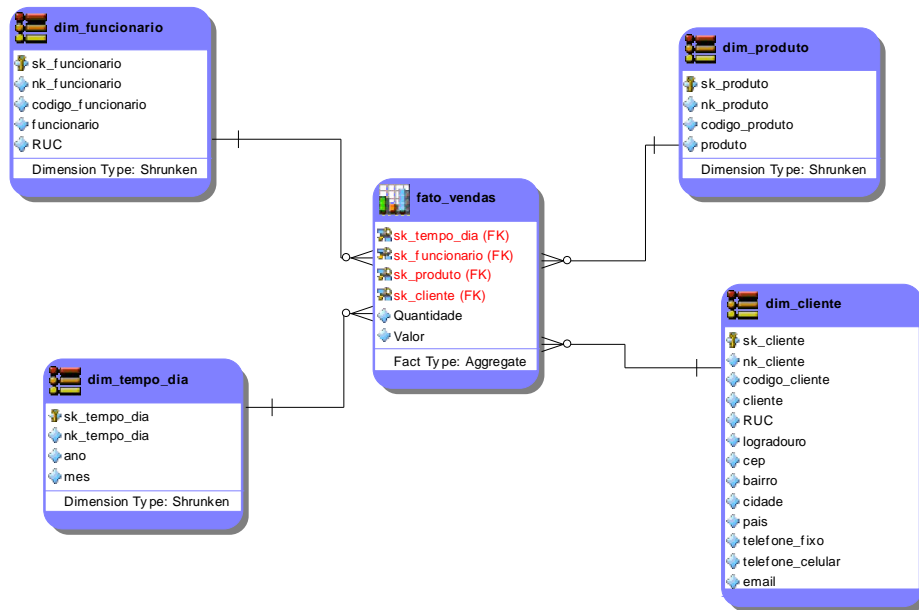 dim_funcionario
sk_funcionario
nk_funcionario
codigo_funcionario
funcionario
RUC
Dimension Type: Shrunken
dim_produto
sk_produto
nk_produto
codigo_produto
produto
Dimension Type: Shrunken
fato_vendas
sk_tempo_dia (FK)
sk_funcionario (FK)
sk_produto (FK)
sk_cliente (FK)
Quantidade
Valor
Fact Type: Aggregate
dim_tempo_dia
sk_tempo_dia
nk_tempo_dia
ano
mes
Dimension Type: Shrunken
dim_cliente
sk_cliente
nk_cliente
codigo_cliente
cliente
RUC
logradouro
cep
bairro
cidade
pais
telefone_fixo
telefone_celular
email